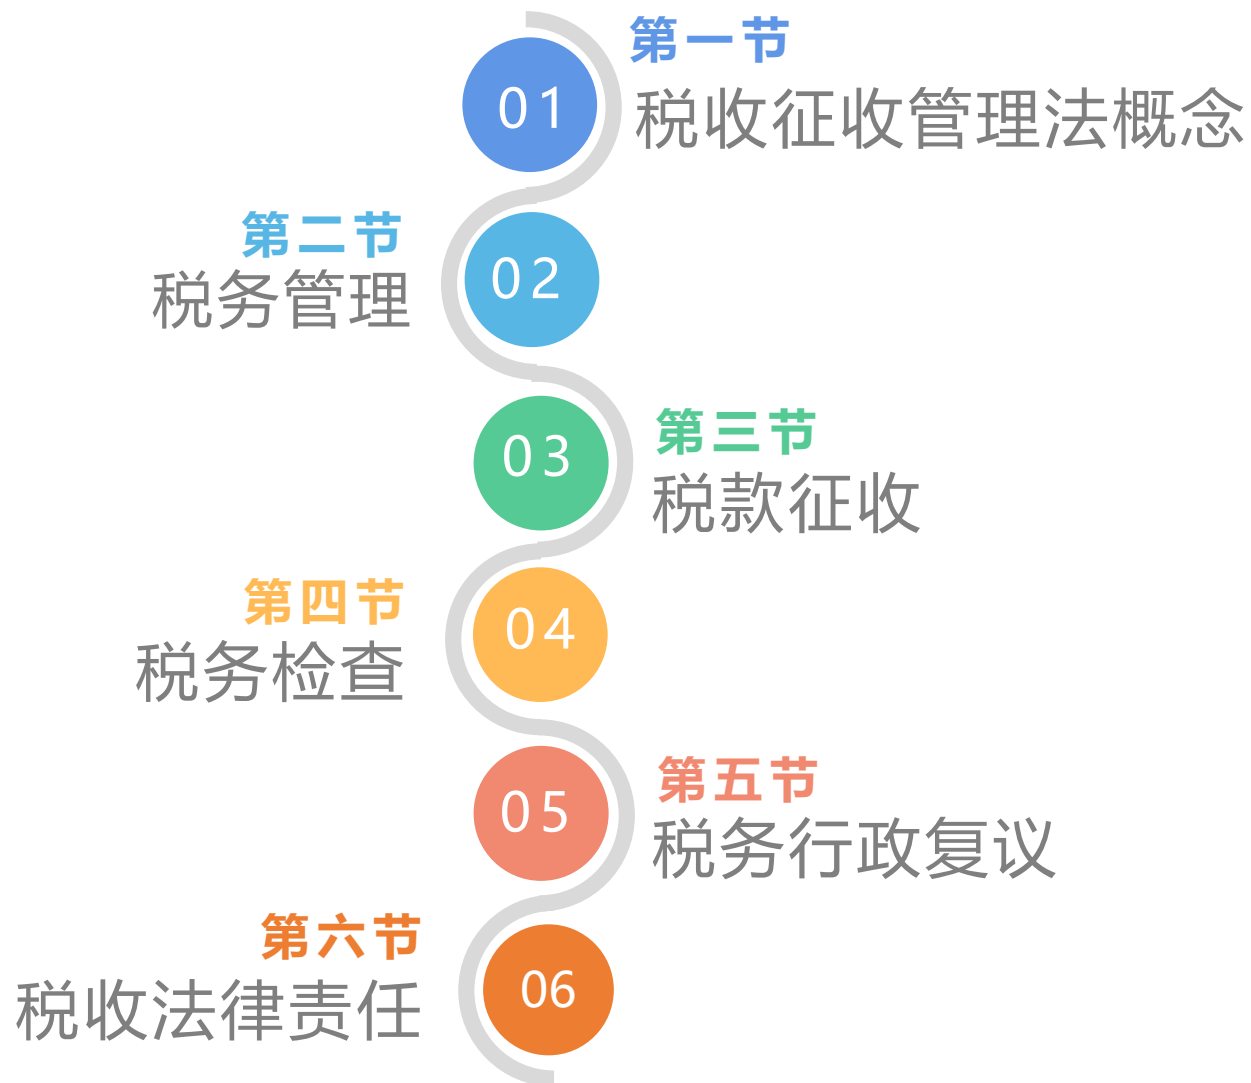 第一节
01
税收征收管理法概念
第二节
02
税务管理
第三节
03
税款征收
第四节
04
税务检查
第五节
05
税务行政复议
第六节
06
税收法律责任